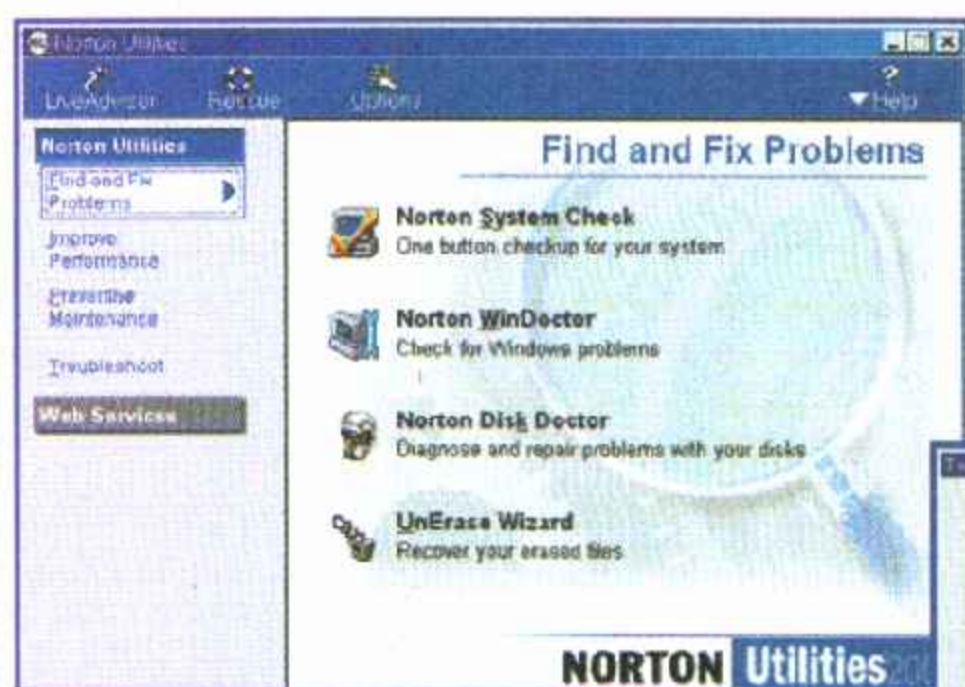 Norton Utilities
LiveAdvisor Rescue Options Help
Norton Utilities
Find and Fix
Problems
Improve
Performance
Preventive
Maintenance
Troubleshoot
Web Services
Find and Fix Problems
Norton System Check
One button checkup for your system
Norton WinDoctor
Check for Windows problems
Norton Disk Doctor
Diagnose and repair problems with your disks
UnErase Wizard
Recover your erased files
NORTON Utilities